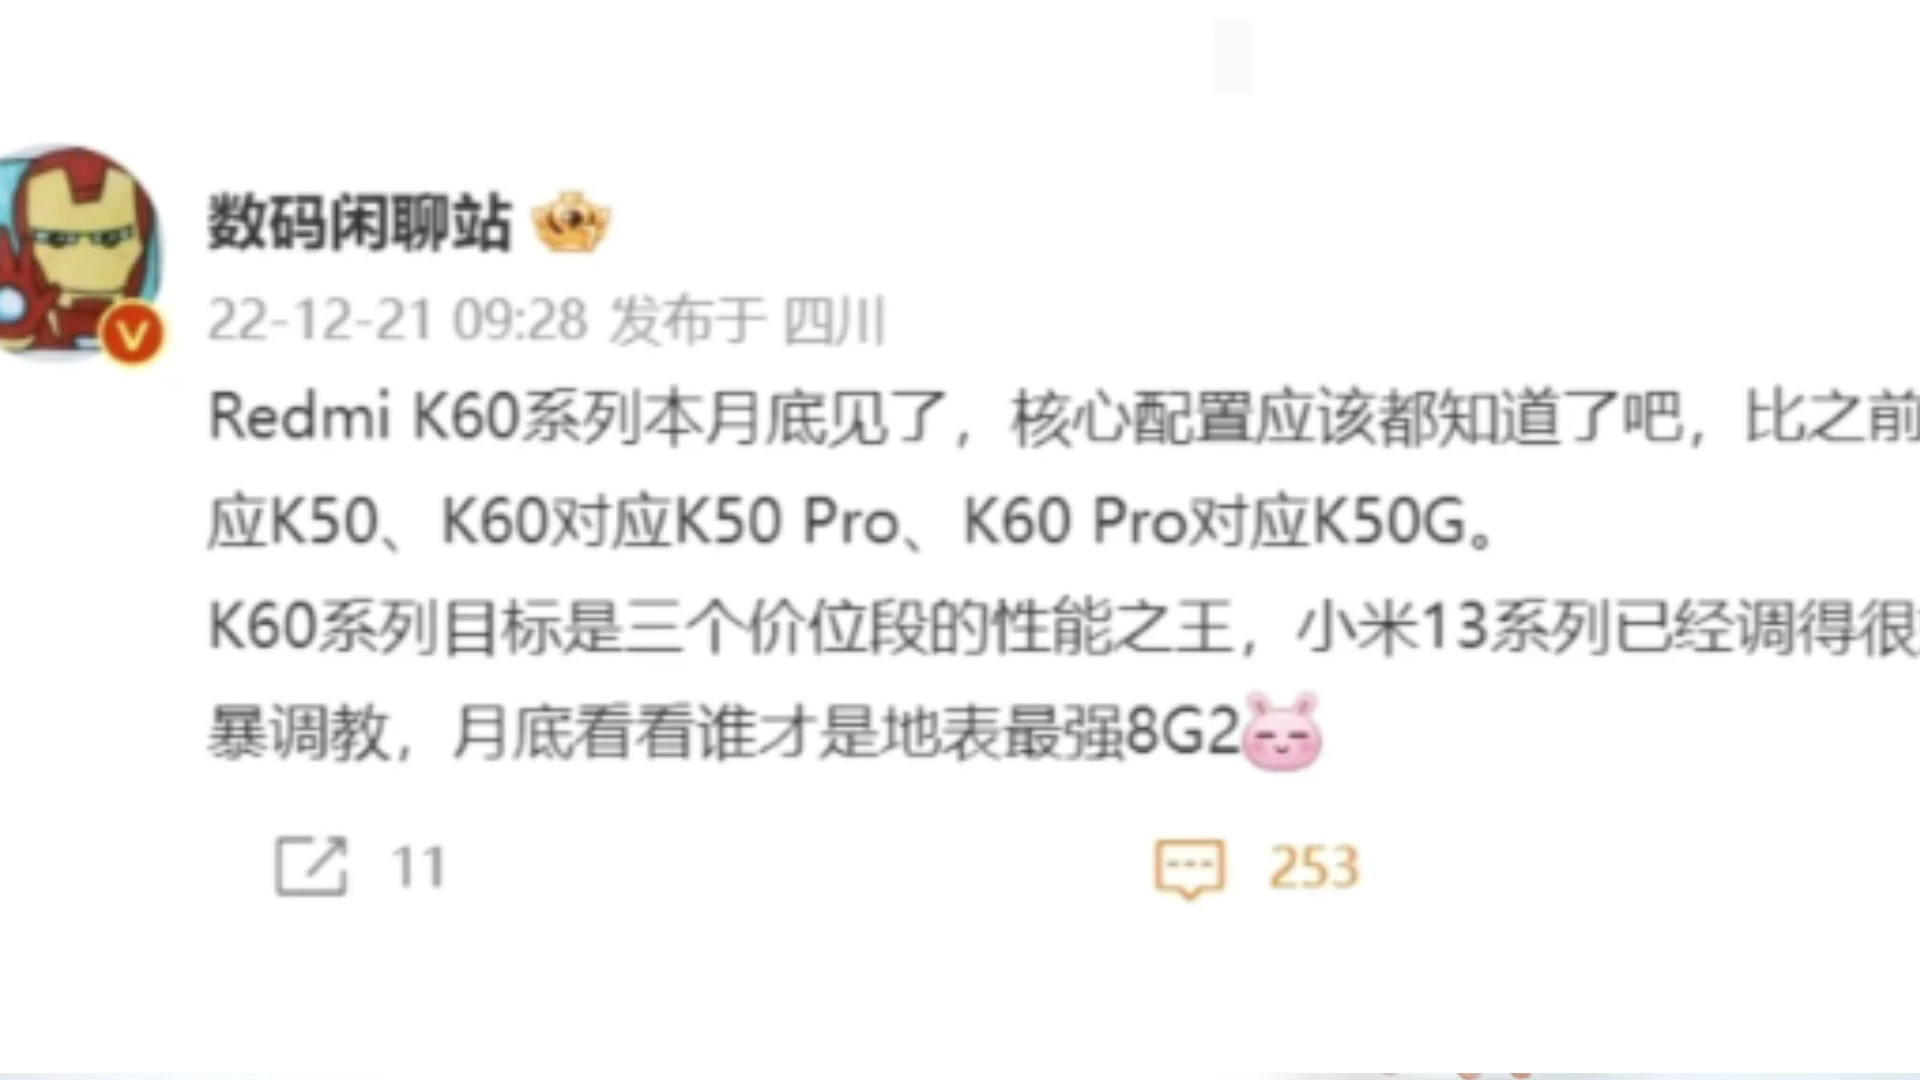 数码闲聊站
22-12-21 09:28 发布于 四川
Redmi K60系列本月底见了，核心配置应该都知道了吧，比之前
应K50、K60对应K50 Pro、K60 Pro对应K50G。
K60系列目标是三个价位段的性能之王，小米13系列已经调得很
暴调教，月底看看谁才是地表最强8G2
11
253